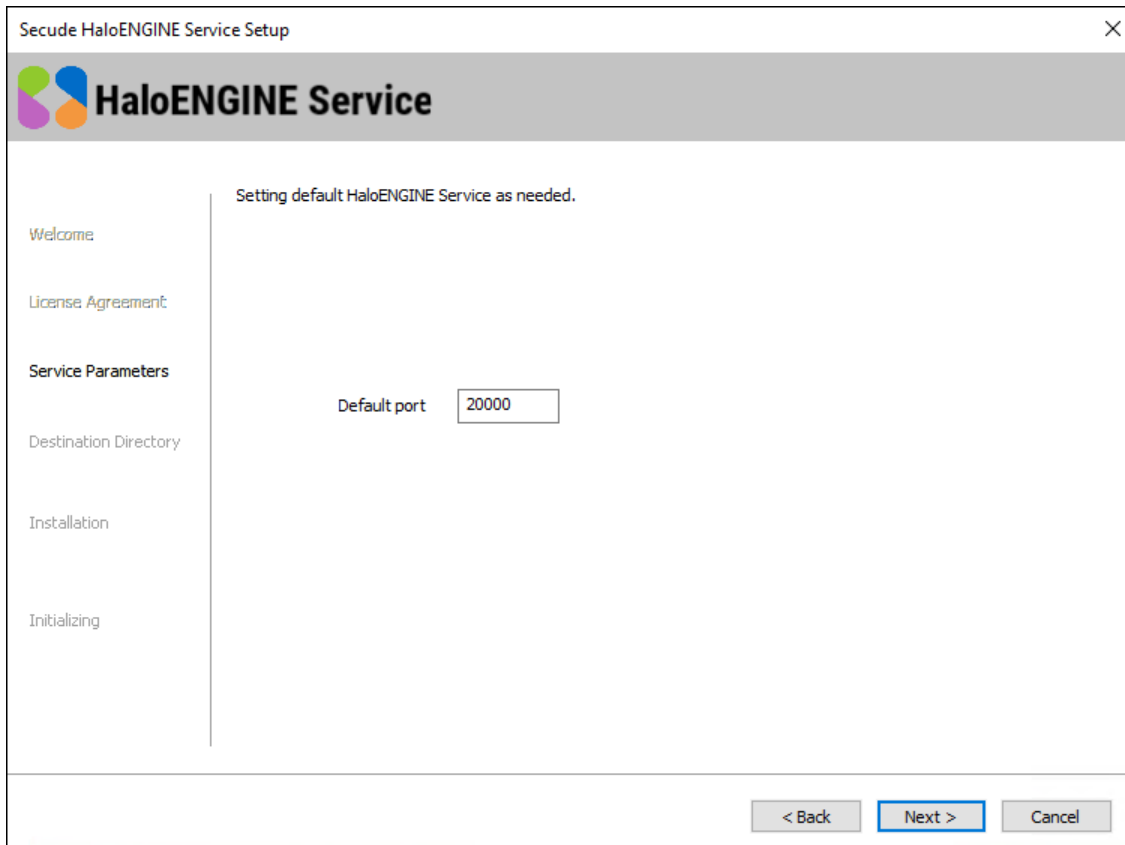 Secude HaloENGINE Service Setup
HaloENGINE Service
Setting default HaloENGINE Service as needed.
Welcome
License Agreement
Service Parameters
Default port 20000
Destination Directory
Installation
Initializing
< Back Next > Cancel